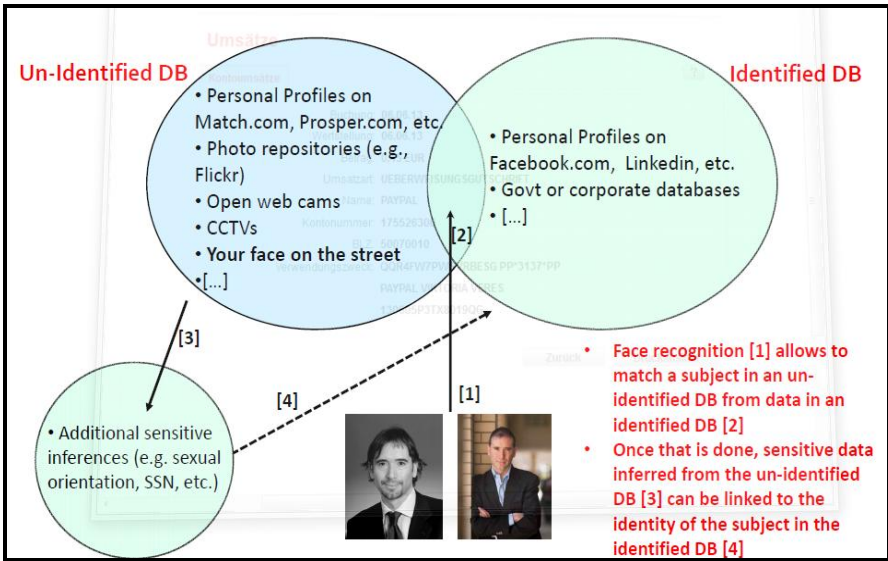 Umsätze
Un-Identified DB
Identified DB
• Personal Profiles on
Match.com, Prosper.com, etc.
• Photo repositories (e.g.,
Flickr)
• Open web cams
• CCTVs
• Your face on the street
•[...]
• Personal Profiles on
Facebook.com, Linkedin, etc.
• Govt or corporate databases
• [...]
[2]
[3]
[4]
[1]
• Additional sensitive
inferences (e.g. sexual
orientation, SSN, etc.)
• Face recognition [1] allows to
match a subject in an un-
identified DB from data in an
identified DB [2]
• Once that is done, sensitive data
inferred from the un-identified
DB [3] can be linked to the
identity of the subject in the
identified DB [4]
Zurück